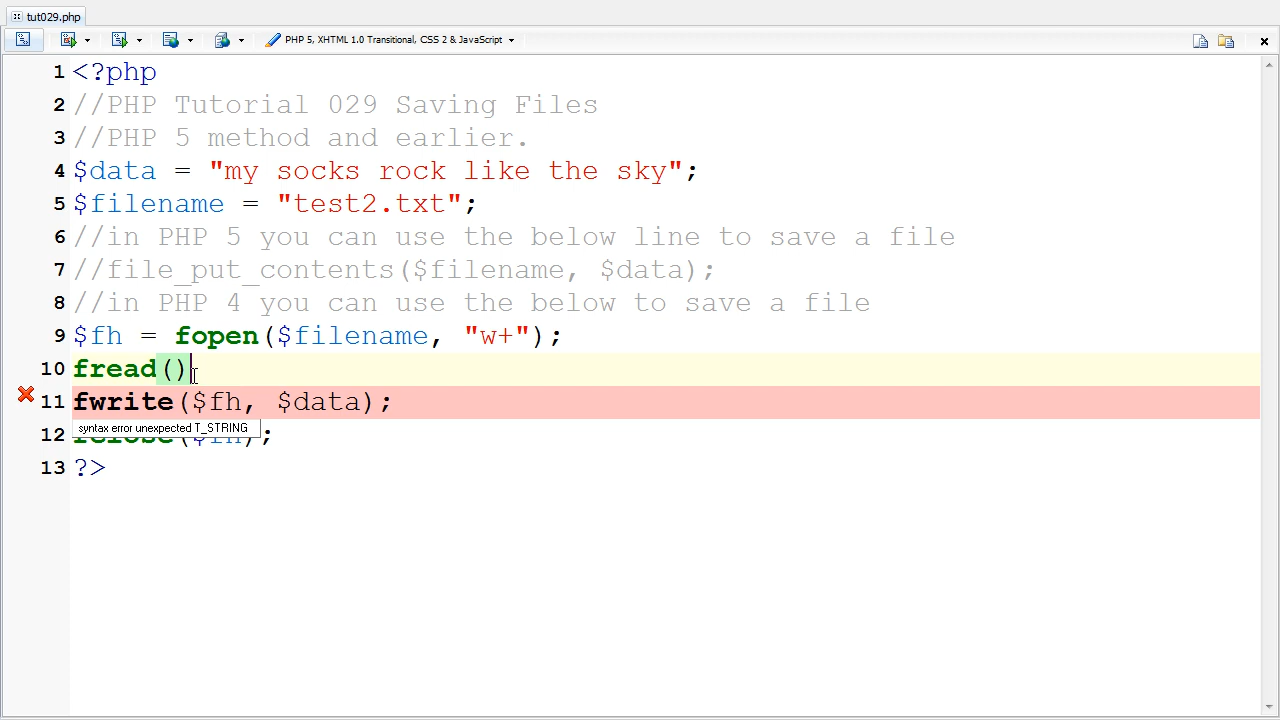 tut029.php
PHP 5, XHTML 1.0 Transitional, CSS 2 & JavaScript
1 <?php
2 //PHP Tutorial 029 Saving Files
3 //PHP 5 method and earlier.
4 $data = "my socks rock like the sky";
5 $filename = "test2.txt";
6 //in PHP 5 you can use the below line to save a file
7 //file_put_contents($filename, $data);
8 //in PHP 4 you can use the below to save a file
9 $fh = fopen($filename, "w+");
10 fread()
11 fwrite($fh, $data);
syntax error unexpected T_STRING
12 fclose($fh);
13 ?>